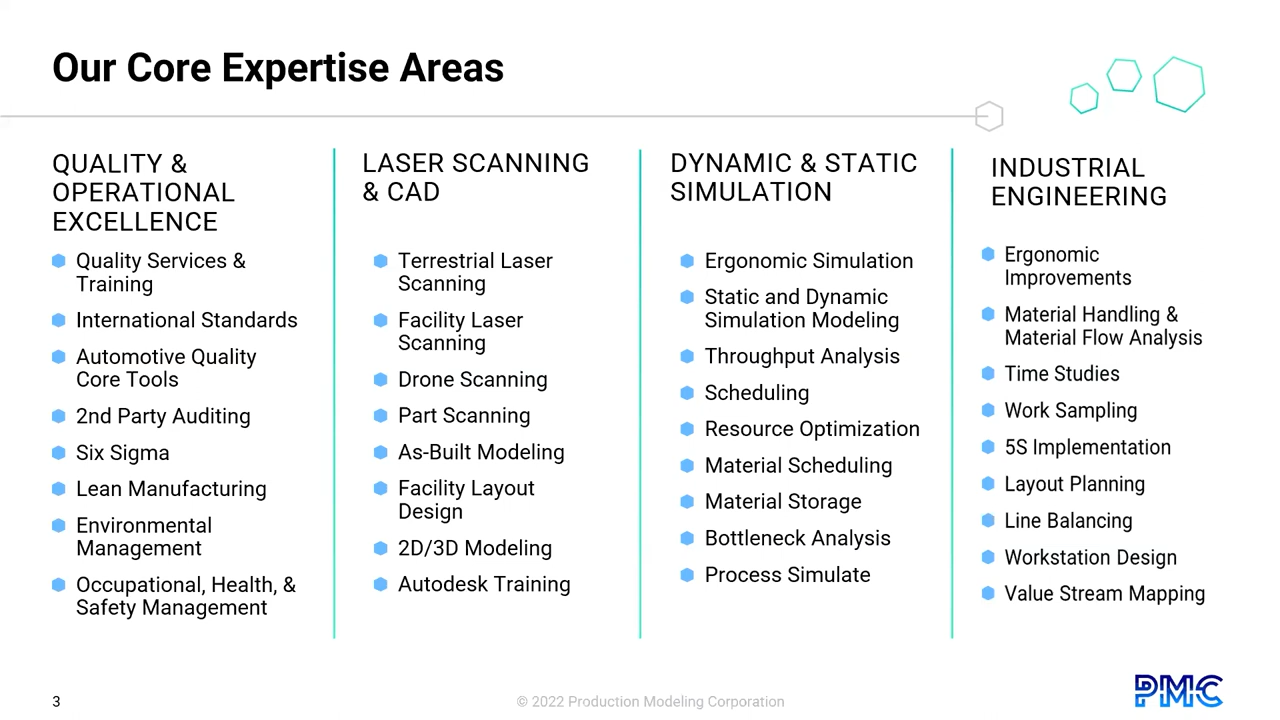 Our Core Expertise Areas
QUALITY &
OPERATIONAL
EXCELLENCE
Quality Services &
Training
International Standards
Automotive Quality
Core Tools
2nd Party Auditing
Six Sigma
Lean Manufacturing
Environmental
Management
Occupational, Health, &
Safety Management
LASER SCANNING
& CAD
Terrestrial Laser
Scanning
Facility Laser
Scanning
Drone Scanning
Part Scanning
As-Built Modeling
Facility Layout
Design
2D/3D Modeling
Autodesk Training
DYNAMIC & STATIC
SIMULATION
Ergonomic Simulation
Static and Dynamic
Simulation Modeling
Throughput Analysis
Scheduling
Resource Optimization
Material Scheduling
Material Storage
Bottleneck Analysis
Process Simulate
INDUSTRIAL
ENGINEERING
Ergonomic
Improvements
Material Handling &
Material Flow Analysis
Time Studies
Work Sampling
5S Implementation
Layout Planning
Line Balancing
Workstation Design
Value Stream Mapping
3
© 2022 Production Modeling Corporation
PMC